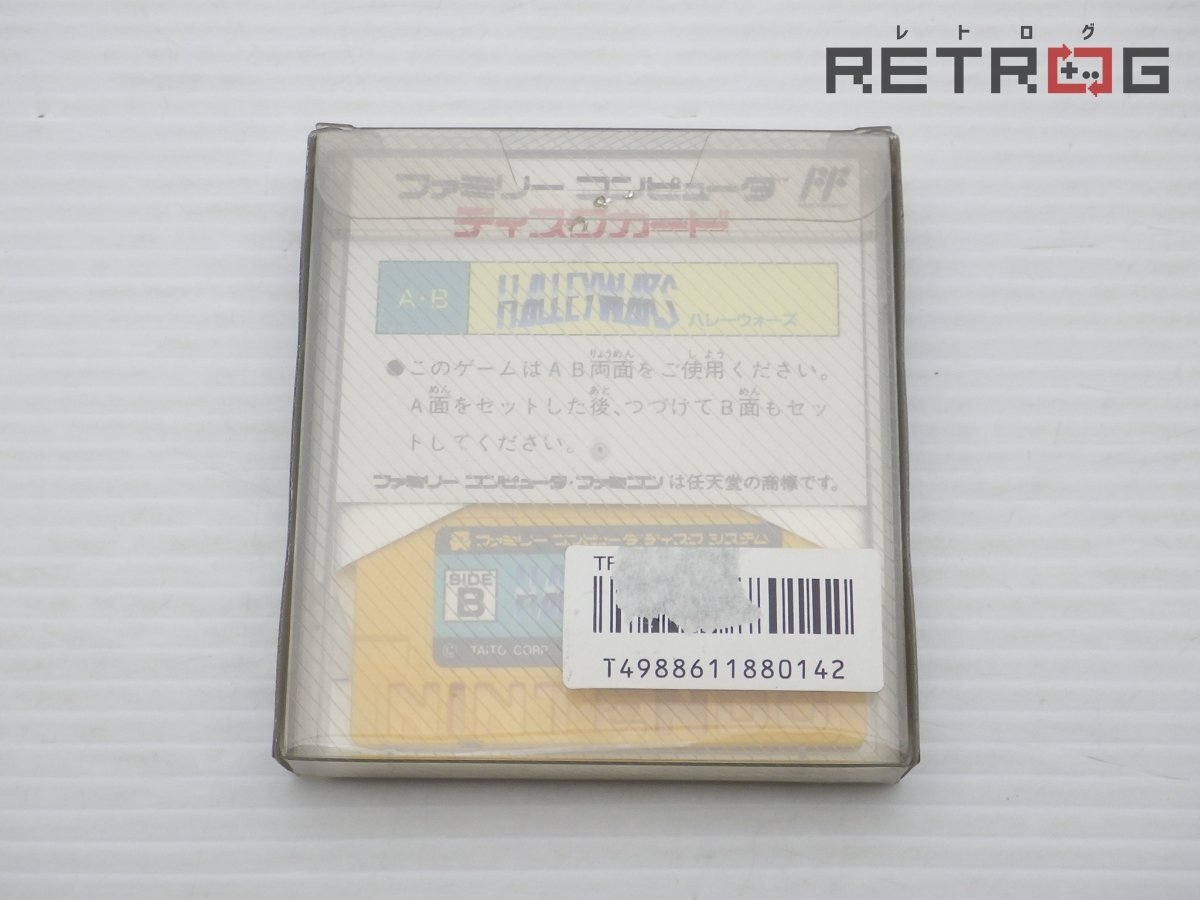 レトログ
RETROG
ファミリー コンピュータ
ディスクカード
A・B
HALLEYWARS
ハレーウォーズ
●このゲームはAB両面をご使用ください。
A面をセットした後、つづけてB面もセッ
トしてください。
ファミリー コンピュータ・ファミコンは任天堂の商標です。
ファミリー コンピュータ ディスク システム
SIDE
B
TAITO CORP.
T4988611880142
NINTENDO